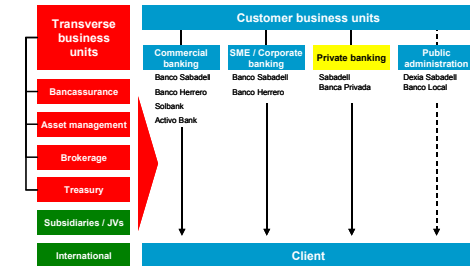 Transverse
business
units
Customer business units
Commercial
banking
SME / Corporate
banking
Private banking
Public
administration
Banco Sabadell
Banco Herrero
Solbank
Activo Bank
Banco Sabadell
Banco Herrero
Sabadell
Banca Privada
Dexia Sabadell
Banco Local
Bancassurance
Asset management
Brokerage
Treasury
Subsidiaries / JVs
International
Client